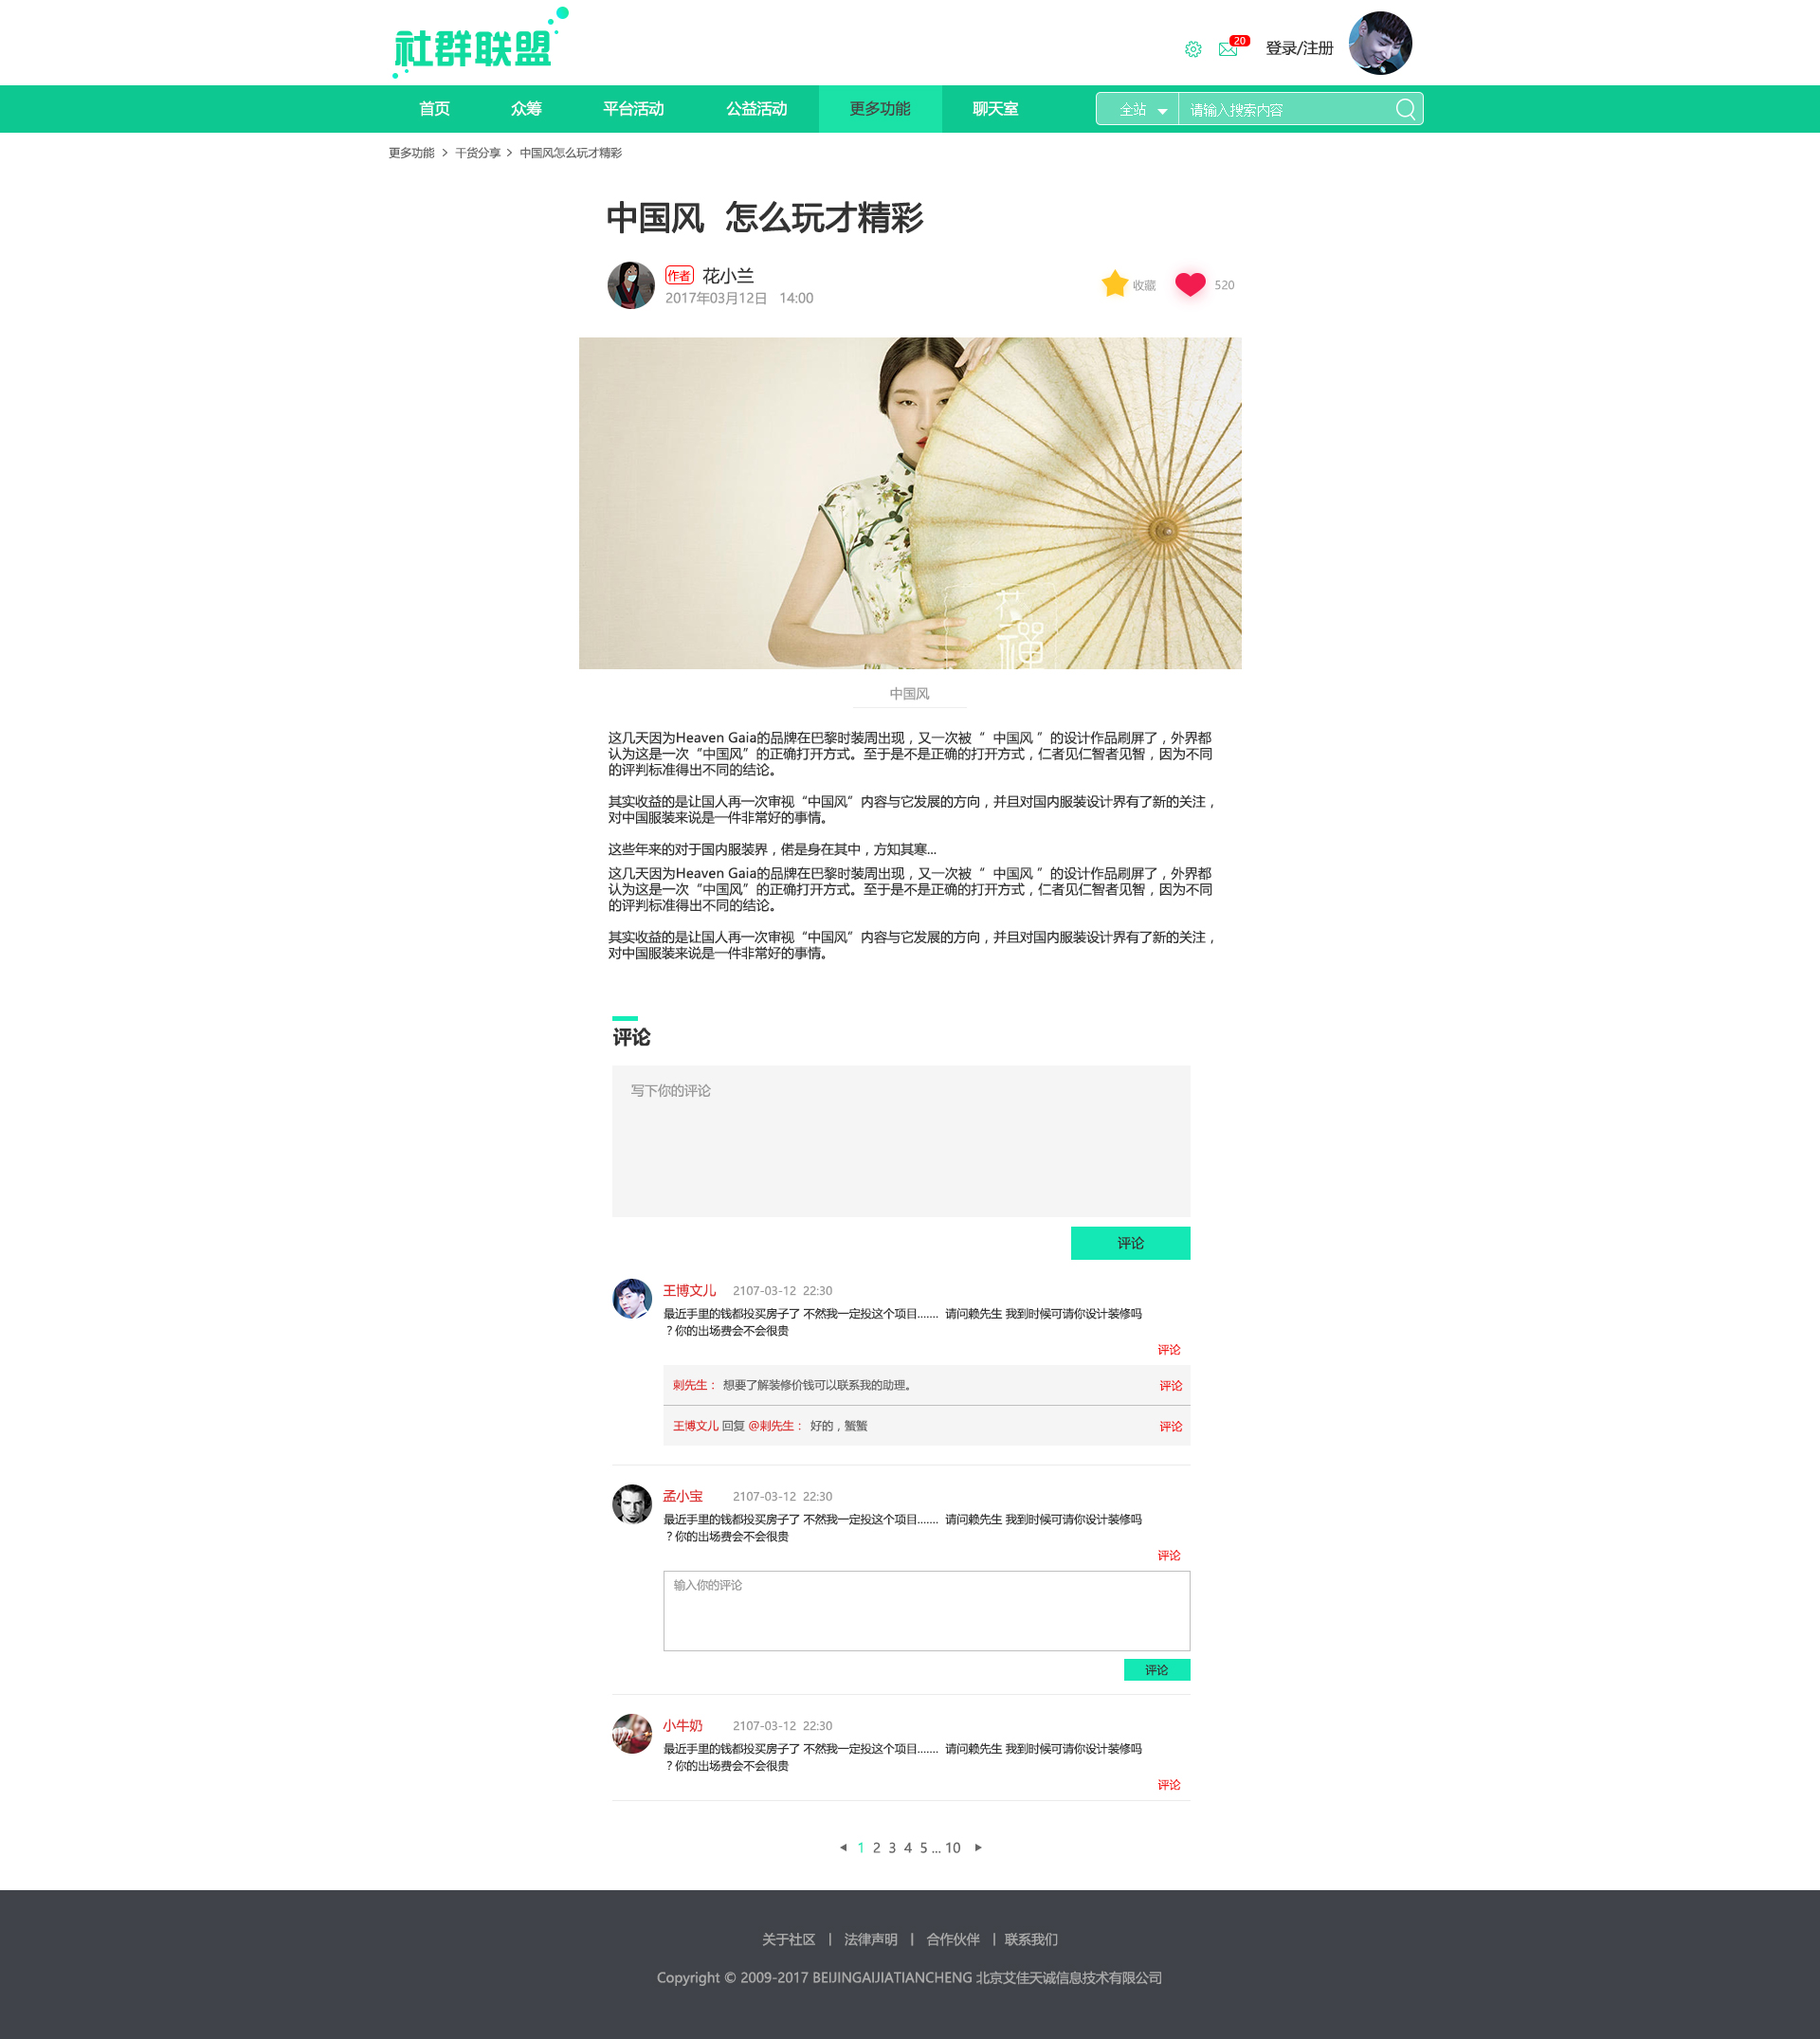 社群联盟
20
登录/注册
首页 众筹 平台活动 公益活动 更多功能 聊天室 全站 请输入搜索内容
更多功能 > 干货分享 > 中国风怎么玩才精彩
中国风 怎么玩才精彩
作者 花小兰
2017年03月12日 14:00
收藏 520
中国风
这几天因为Heaven Gaia的品牌在巴黎时装周出现，又一次被 “ 中国风 ” 的设计作品刷屏了，外界都
认为这是一次“中国风”的正确打开方式。至于是不是正确的打开方式，仁者见仁智者见智，因为不同
的评判标准得出不同的结论。
其实收益的是让国人再一次审视“中国风”内容与它发展的方向，并且对国内服装设计界有了新的关注，
对中国服装来说是一件非常好的事情。
这些年来的对于国内服装界，偌是身在其中，方知其寒...
这几天因为Heaven Gaia的品牌在巴黎时装周出现，又一次被 “ 中国风 ” 的设计作品刷屏了，外界都
认为这是一次“中国风”的正确打开方式。至于是不是正确的打开方式，仁者见仁智者见智，因为不同
的评判标准得出不同的结论。
其实收益的是让国人再一次审视“中国风”内容与它发展的方向，并且对国内服装设计界有了新的关注，
对中国服装来说是一件非常好的事情。
评论
写下你的评论
评论
王博文儿 2107-03-12 22:30
最近手里的钱都投买房子了 不然我一定投这个项目....... 请问赖先生 我到时候可请你设计装修吗
？你的出场费会不会很贵
评论
剌先生： 想要了解装修价钱可以联系我的助理。 评论
王博文儿 回复 @剌先生： 好的，蟹蟹 评论
孟小宝 2107-03-12 22:30
最近手里的钱都投买房子了 不然我一定投这个项目....... 请问赖先生 我到时候可请你设计装修吗
？你的出场费会不会很贵
评论
输入你的评论
评论
小牛奶 2107-03-12 22:30
最近手里的钱都投买房子了 不然我一定投这个项目....... 请问赖先生 我到时候可请你设计装修吗
？你的出场费会不会很贵
评论
1 2 3 4 5 ... 10
关于社区 | 法律声明 | 合作伙伴 | 联系我们
Copyright © 2009-2017 BEIJINGAIJIATIANCHENG 北京艾佳天诚信息技术有限公司